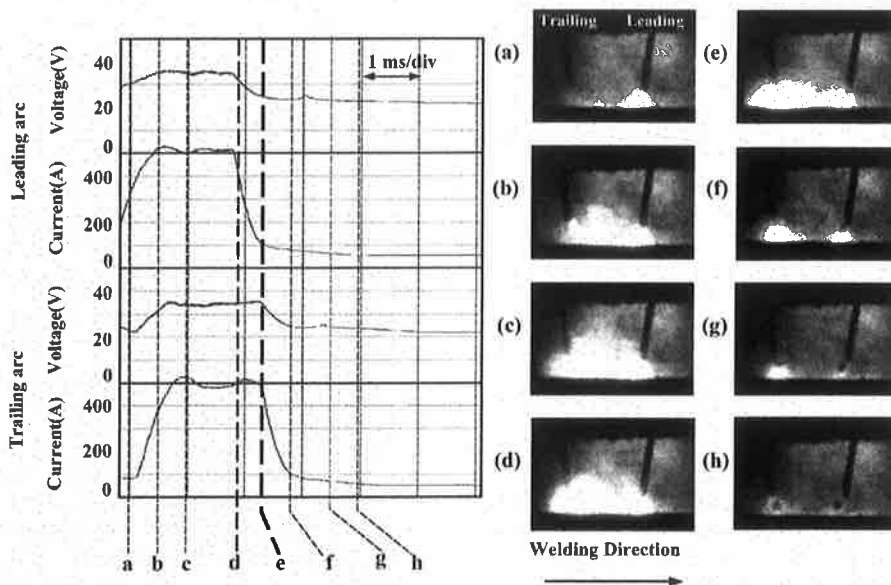 Leading arc
Trailing arc
Voltage(V)
40
20
0
Current(A)
400
200
0
Voltage(V)
40
20
0
Current(A)
400
200
0
1 ms/div
a b c d e f g h
(a)
Trailing Leading
(e)
(b)
(f)
(c)
(g)
(d)
(h)
Welding Direction